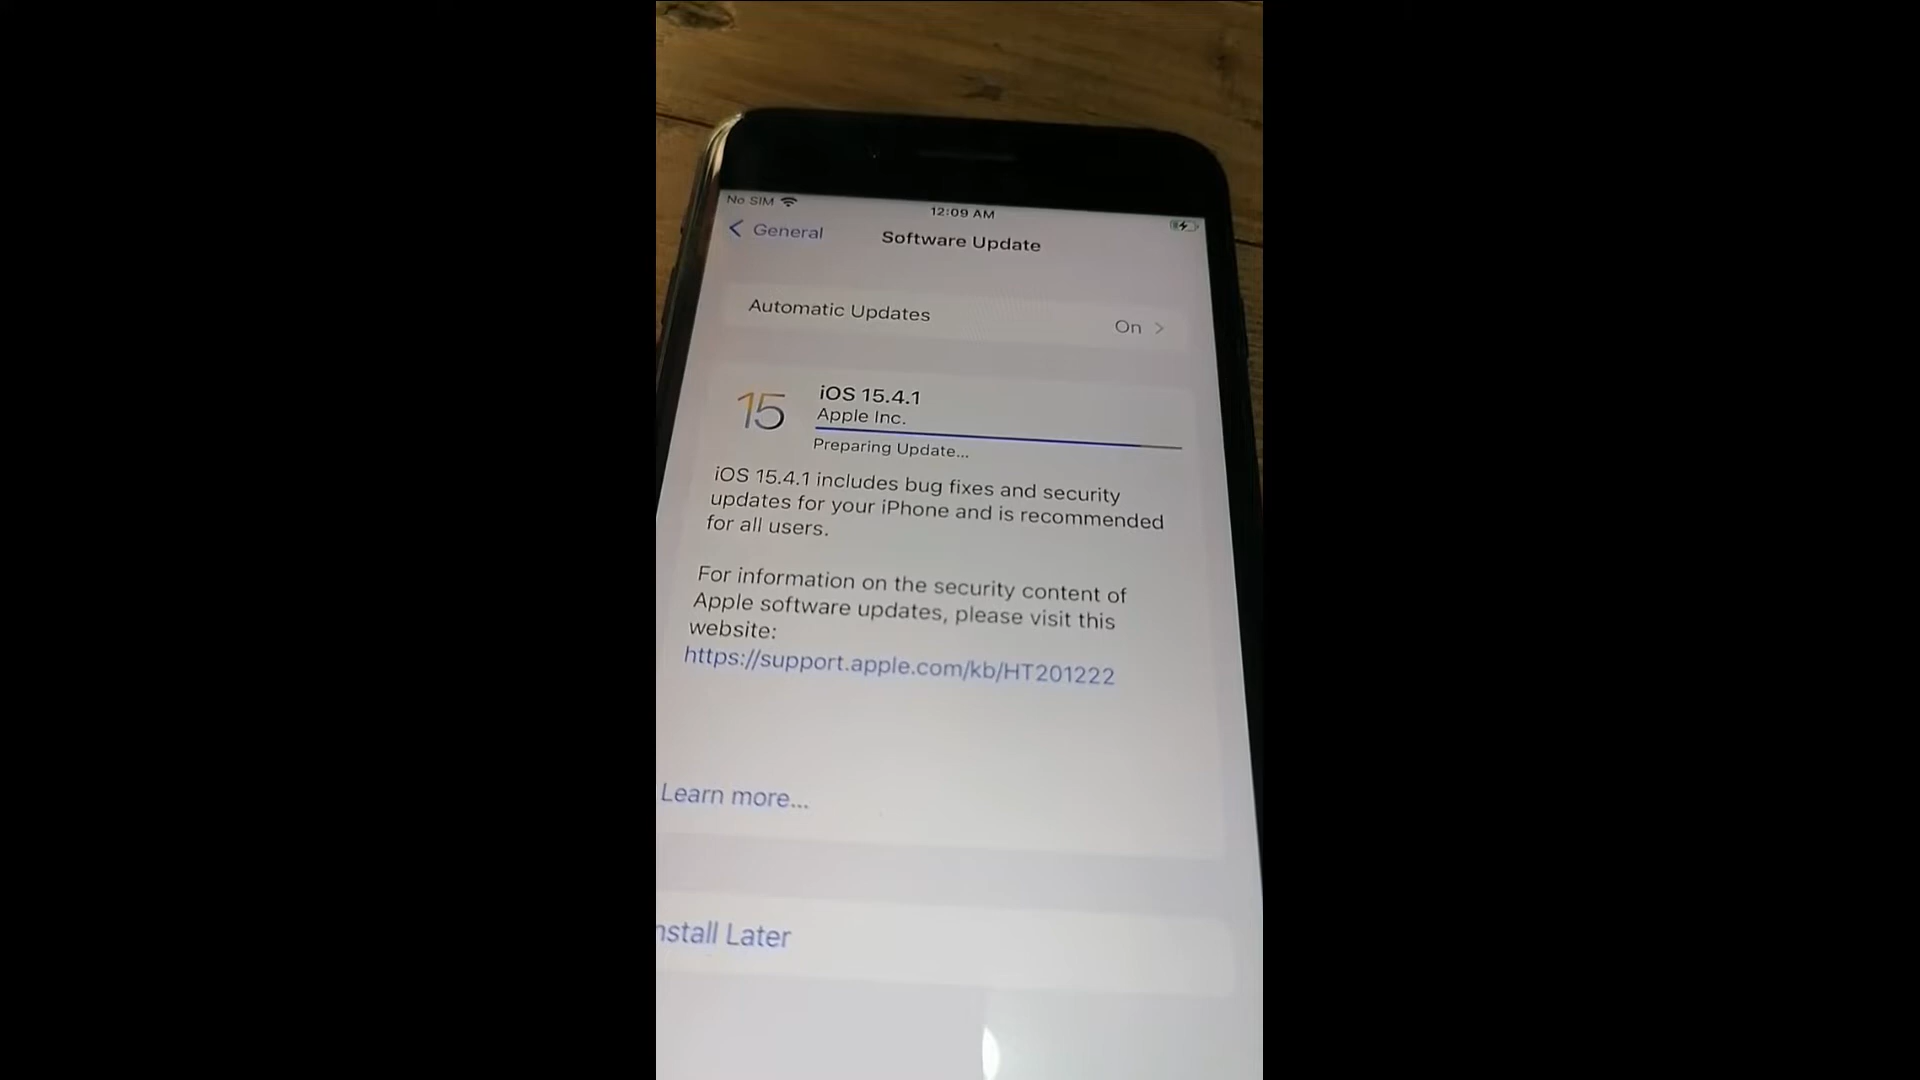 No SIM
12:09 AM
General
Software Update
Automatic Updates
On
15
iOS 15.4.1
Apple Inc.
Preparing Update...
iOS 15.4.1 includes bug fixes and security
updates for your iPhone and is recommended
for all users.
For information on the security content of
Apple software updates, please visit this
website:
https://support.apple.com/kb/HT201222
Learn more...
nstall Later